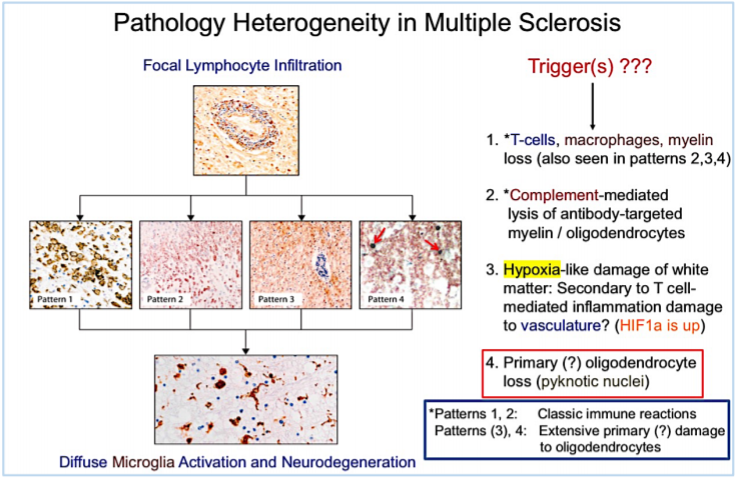 Pathology Heterogeneity in Multiple Sclerosis
Focal Lymphocyte Infiltration
Pattern 1
Pattern 2
Pattern 3
Pattern 4
Diffuse Microglia Activation and Neurodegeneration
Trigger(s) ???
1. *T-cells, macrophages, myelin
loss (also seen in patterns 2,3,4)
2. *Complement-mediated
lysis of antibody-targeted
myelin / oligodendrocytes
3. Hypoxia-like damage of white
matter: Secondary to T cell-
mediated inflammation damage
to vasculature? (HIF1a is up)
4. Primary (?) oligodendrocyte
loss (pyknotic nuclei)
*Patterns 1, 2: Classic immune reactions
Patterns (3), 4: Extensive primary (?) damage
to oligodendrocytes